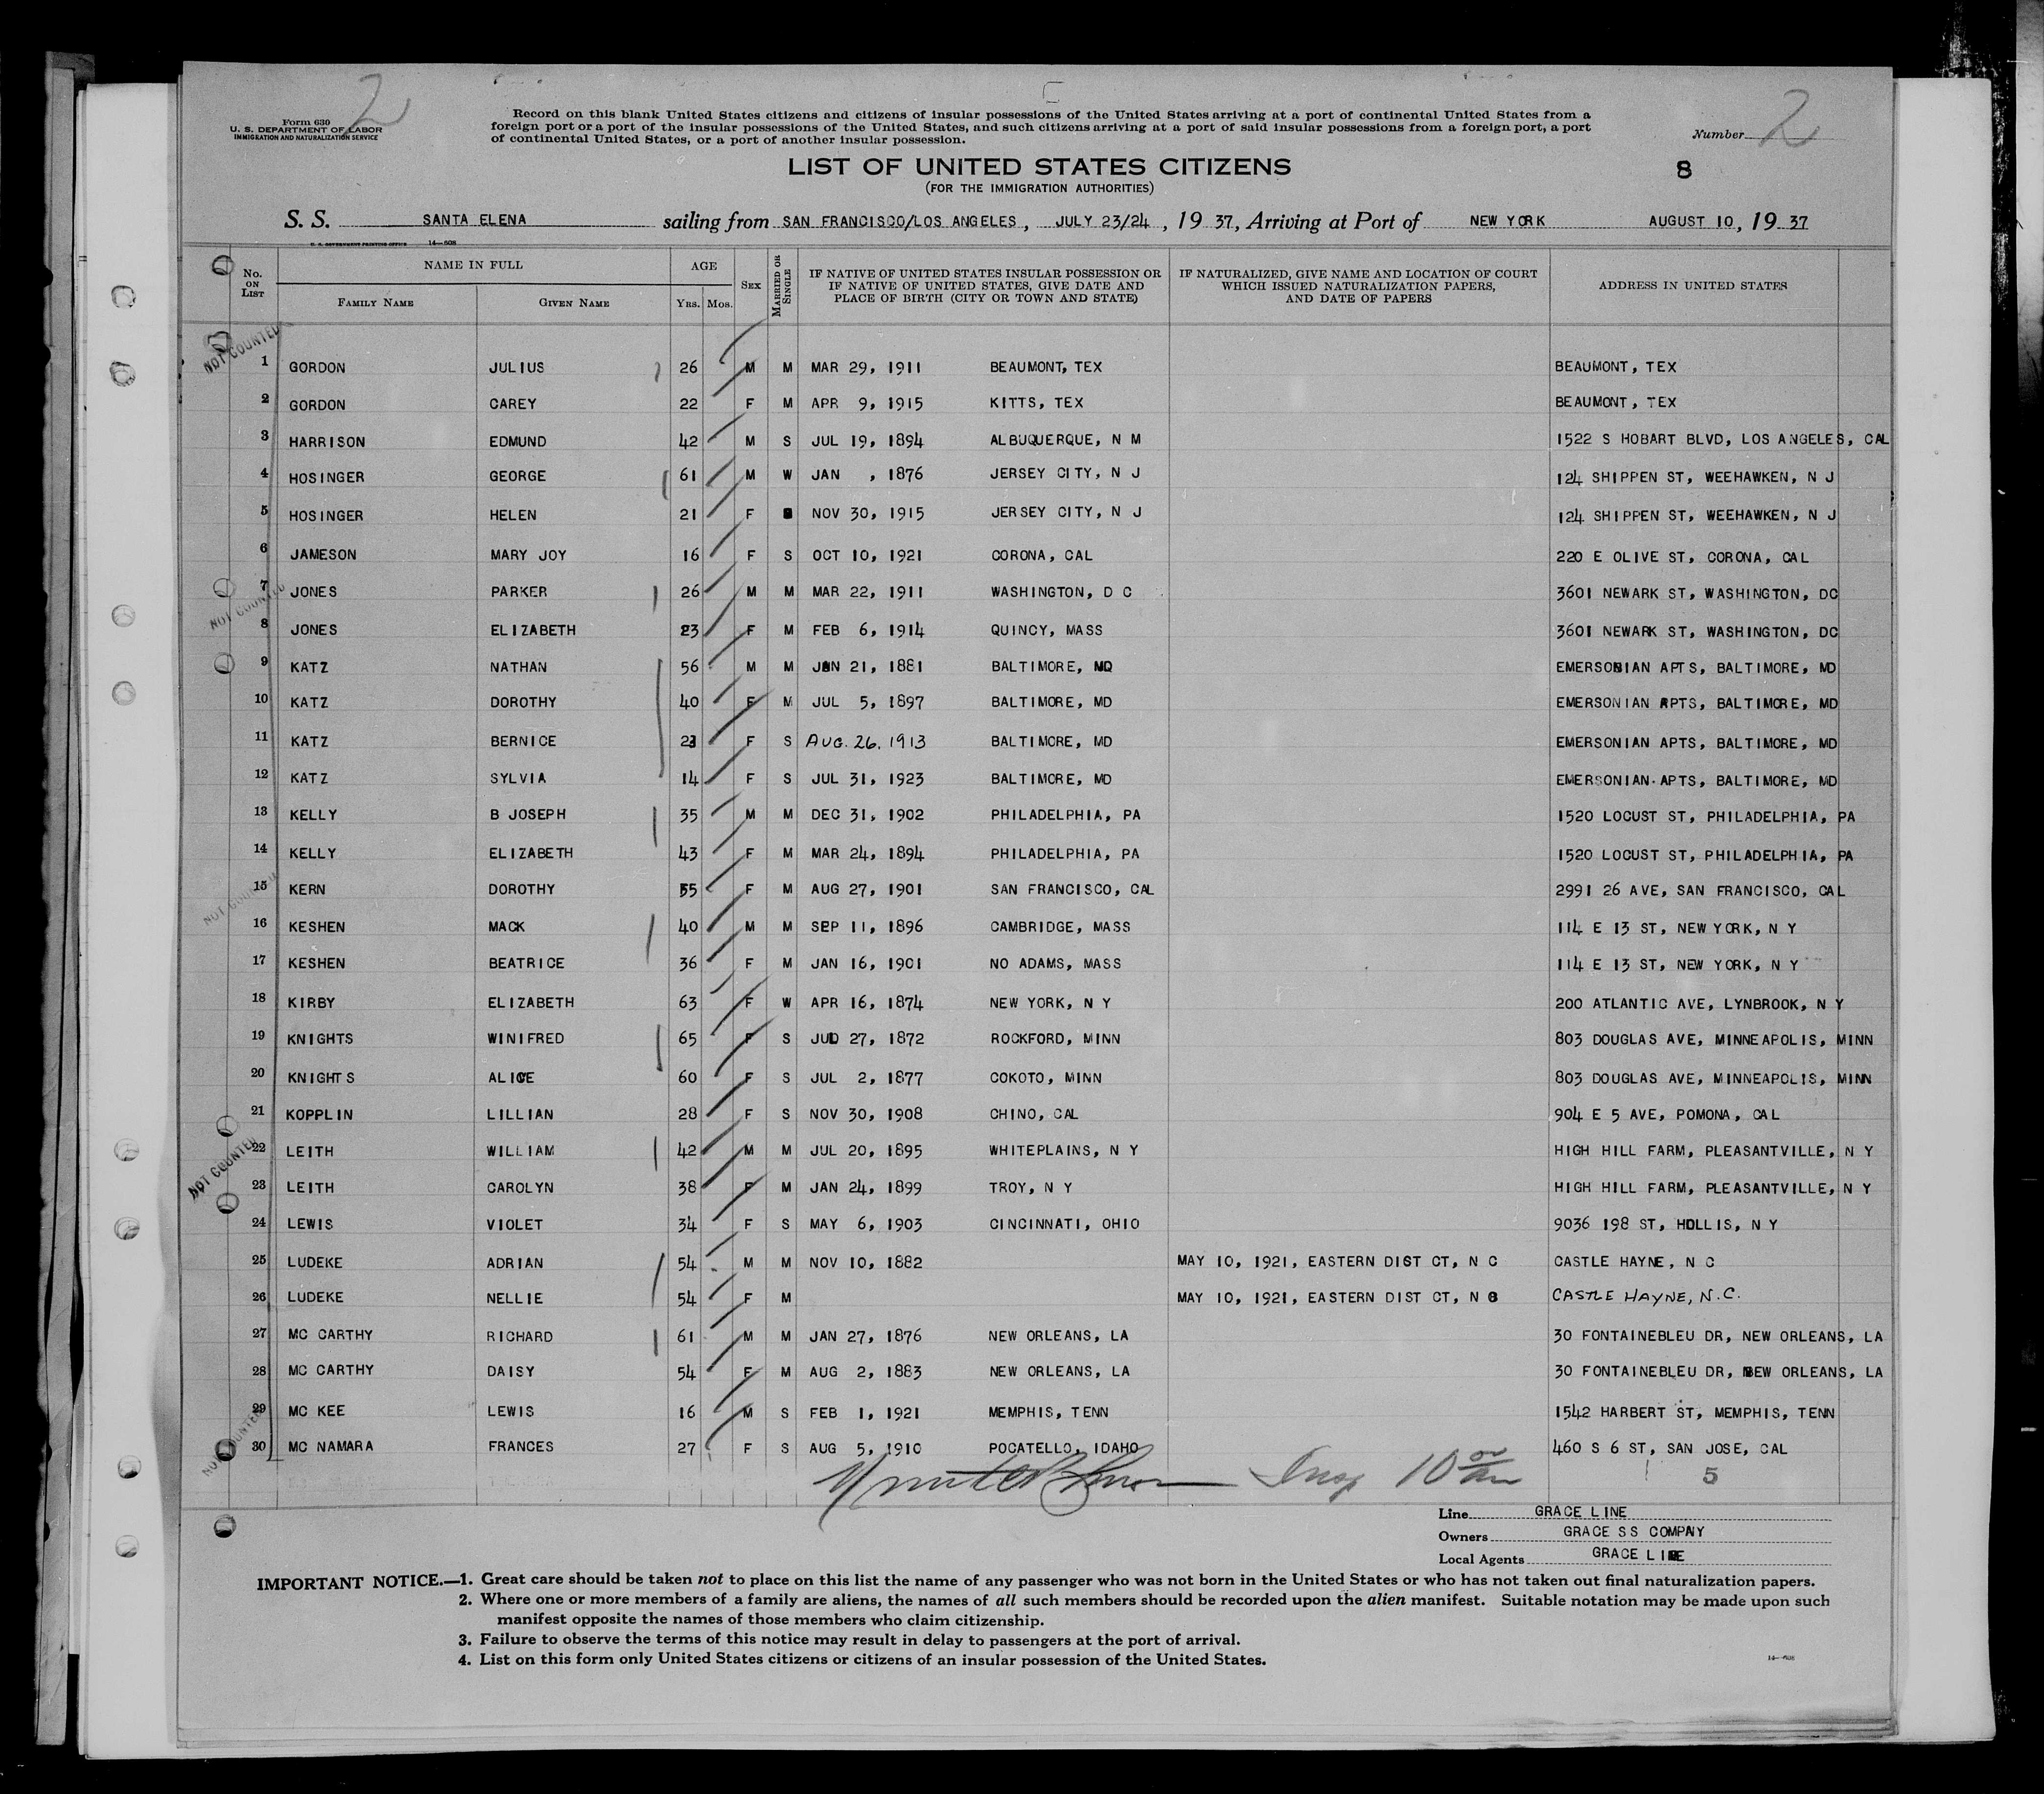 2
Form 630
U. S. DEPARTMENT OF LABOR
IMMIGRATION AND NATURALIZATION SERVICE
Record on this blank United States citizens and citizens of insular possessions of the United States arriving at a port of continental United States from a
foreign port or a port of the insular possessions of the United States, and such citizens arriving at a port of said insular possessions from a foreign port, a port
of continental United States, or a port of another insular possession.
Number 2
LIST OF UNITED STATES CITIZENS
8
(FOR THE IMMIGRATION AUTHORITIES)
S. S. SANTA ELENA sailing from SAN FRANCISCO/LOS ANGELES, JULY 23/24, 19 37, Arriving at Port of NEW YORK AUGUST 10, 19 37
U. S. GOVERNMENT PRINTING OFFICE 14—608
No. ON LIST NAME IN FULL FAMILY NAME GIVEN NAME AGE YRS. MOS. SEX MARRIED OR SINGLE IF NATIVE OF UNITED STATES INSULAR POSSESSION OR IF NATIVE OF UNITED STATES, GIVE DATE AND PLACE OF BIRTH (CITY OR TOWN AND STATE) IF NATURALIZED, GIVE NAME AND LOCATION OF COURT WHICH ISSUED NATURALIZATION PAPERS, AND DATE OF PAPERS ADDRESS IN UNITED STATES
NOT COUNTED
1 GORDON JULIUS 26 M M MAR 29, 1911 BEAUMONT, TEX BEAUMONT, TEX
2 GORDON CAREY 22 F M APR 9, 1915 KITTS, TEX BEAUMONT, TEX
3 HARRISON EDMUND 42 M S JUL 19, 1894 ALBUQUERQUE, N M 1522 S HOBART BLVD, LOS ANGELES, CAL
4 HOSINGER GEORGE 61 M W JAN , 1876 JERSEY CITY, N J 124 SHIPPEN ST, WEEHAWKEN, N J
5 HOSINGER HELEN 21 F S NOV 30, 1915 JERSEY CITY, N J 124 SHIPPEN ST, WEEHAWKEN, N J
6 JAMESON MARY JOY 16 F S OCT 10, 1921 CORONA, CAL 220 E OLIVE ST, CORONA, CAL
7 JONES PARKER 26 M M MAR 22, 1911 WASHINGTON, D C 3601 NEWARK ST, WASHINGTON, DC
NOT COUNTED
8 JONES ELIZABETH 23 F M FEB 6, 1914 QUINCY, MASS 3601 NEWARK ST, WASHINGTON, DC
9 KATZ NATHAN 56 M M JAN 21, 1881 BALTIMORE, MD EMERSONIAN APTS, BALTIMORE, MD
10 KATZ DOROTHY 40 F M JUL 5, 1897 BALTIMORE, MD EMERSONIAN APTS, BALTIMORE, MD
11 KATZ BERNICE 23 F S AUG. 26, 1913 BALTIMORE, MD EMERSONIAN APTS, BALTIMORE, MD
12 KATZ SYLVIA 14 F S JUL 31, 1923 BALTIMORE, MD EMERSONIAN APTS, BALTIMORE, MD
13 KELLY B JOSEPH 35 M M DEC 31, 1902 PHILADELPHIA, PA 1520 LOCUST ST, PHILADELPHIA, PA
14 KELLY ELIZABETH 43 F M MAR 24, 1894 PHILADELPHIA, PA 1520 LOCUST ST, PHILADELPHIA, PA
NOT COUNTED
15 KERN DOROTHY 55 F M AUG 27, 1901 SAN FRANCISCO, CAL 2991 26 AVE, SAN FRANCISCO, CAL
16 KESHEN MACK 40 M M SEP 11, 1896 CAMBRIDGE, MASS 114 E 13 ST, NEW YORK, N Y
17 KESHEN BEATRICE 36 F M JAN 16, 1901 NO ADAMS, MASS 114 E 13 ST, NEW YORK, N Y
18 KIRBY ELIZABETH 63 F W APR 16, 1874 NEW YORK, N Y 200 ATLANTIC AVE, LYNBROOK, N Y
19 KNIGHTS WINIFRED 65 F S JUL 27, 1872 ROCKFORD, MINN 803 DOUGLAS AVE, MINNEAPOLIS, MINN
20 KNIGHTS ALICE 60 F S JUL 2, 1877 COKOTO, MINN 803 DOUGLAS AVE, MINNEAPOLIS, MINN
21 KOPPLIN LILLIAN 28 F S NOV 30, 1908 CHINO, CAL 904 E 5 AVE, POMONA, CAL
NOT COUNTED
22 LEITH WILLIAM 42 M M JUL 20, 1895 WHITEPLAINS, N Y HIGH HILL FARM, PLEASANTVILLE, N Y
23 LEITH CAROLYN 38 F M JAN 24, 1899 TROY, N Y HIGH HILL FARM, PLEASANTVILLE, N Y
24 LEWIS VIOLET 34 F S MAY 6, 1903 CINCINNATI, OHIO 9036 198 ST, HOLLIS, N Y
25 LUDEKE ADRIAN 54 M M NOV 10, 1882 MAY 10, 1921, EASTERN DIST CT, N C CASTLE HAYNE, N C
26 LUDEKE NELLIE 54 F M MAY 10, 1921, EASTERN DIST CT, N C CASTLE HAYNE, N.C.
27 MC CARTHY RICHARD 61 M M JAN 27, 1876 NEW ORLEANS, LA 30 FONTAINEBLEU DR, NEW ORLEANS, LA
28 MC CARTHY DAISY 54 F M AUG 2, 1883 NEW ORLEANS, LA 30 FONTAINEBLEU DR, NEW ORLEANS, LA
29 MC KEE LEWIS 16 M S FEB 1, 1921 MEMPHIS, TENN 1542 HARBERT ST, MEMPHIS, TENN
NOT COUNTED
30 MC NAMARA FRANCES 27 F S AUG 5, 1910 POCATELLO, IDAHO 460 S 6 ST, SAN JOSE, CAL
Insp 10
5
Line GRACE LINE
Owners GRACE S S COMPNY
Local Agents GRACE LINE
IMPORTANT NOTICE.—1. Great care should be taken not to place on this list the name of any passenger who was not born in the United States or who has not taken out final naturalization papers.
2. Where one or more members of a family are aliens, the names of all such members should be recorded upon the alien manifest. Suitable notation may be made upon such
manifest opposite the names of those members who claim citizenship.
3. Failure to observe the terms of this notice may result in delay to passengers at the port of arrival.
4. List on this form only United States citizens or citizens of an insular possession of the United States.
14—608